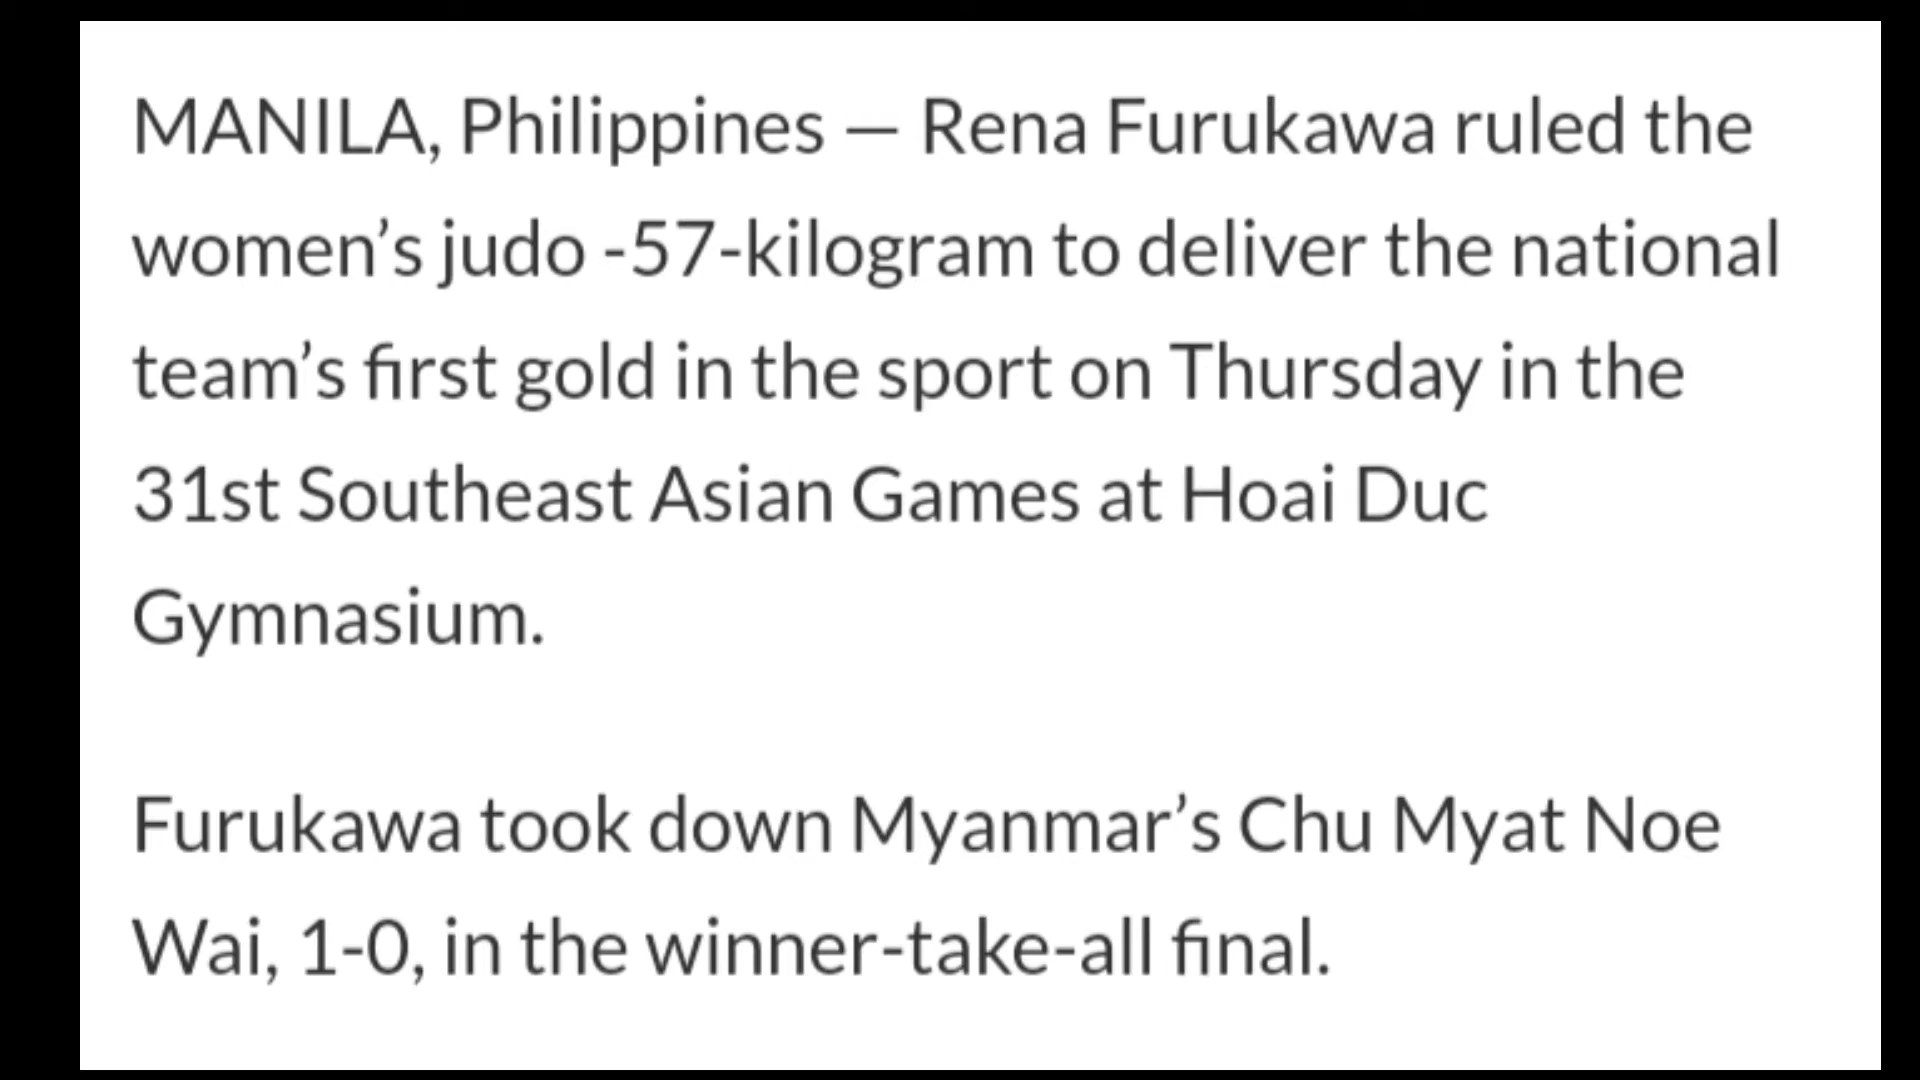 MANILA, Philippines — Rena Furukawa ruled the
women’s judo -57-kilogram to deliver the national
team’s first gold in the sport on Thursday in the
31st Southeast Asian Games at Hoai Duc
Gymnasium.
Furukawa took down Myanmar’s Chu Myat Noe
Wai, 1-0, in the winner-take-all final.